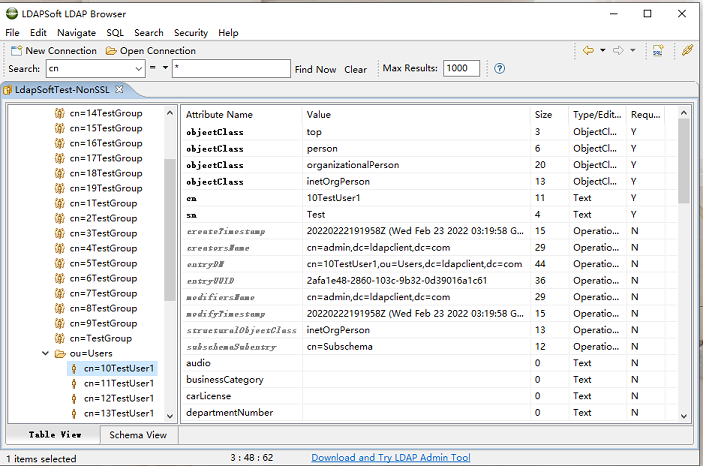 LDAPSoft LDAP Browser
File Edit Navigate SQL Search Security Help
New Connection Open Connection
Search: cn = * Find Now Clear Max Results: 1000
LdapSoftTest-NonSSL
cn=14TestGroup
cn=15TestGroup
cn=16TestGroup
cn=17TestGroup
cn=18TestGroup
cn=19TestGroup
cn=1TestGroup
cn=2TestGroup
cn=3TestGroup
cn=4TestGroup
cn=5TestGroup
cn=6TestGroup
cn=7TestGroup
cn=8TestGroup
cn=9TestGroup
cn=TestGroup
ou=Users
cn=10TestUser1
cn=11TestUser1
cn=12TestUser1
cn=13TestUser1
Attribute Name Value Size Type/Edit... Requ...
objectClass top 3 ObjectCl... Y
objectClass person 6 ObjectCl... Y
objectClass organizationalPerson 20 ObjectCl... Y
objectClass inetOrgPerson 13 ObjectCl... Y
cn 10TestUser1 11 Text Y
sn Test 4 Text Y
createTimestamp 20220222191958Z (Wed Feb 23 2022 03:19:58 G... 15 Operatio... N
creatorsName cn=admin,dc=ldapclient,dc=com 29 Operatio... N
entryDN cn=10TestUser1,ou=Users,dc=ldapclient,dc=com 44 Operatio... N
entryUUID 2afa1e48-2860-103c-9b32-0d39016a1c61 36 Operatio... N
modifiersName cn=admin,dc=ldapclient,dc=com 29 Operatio... N
modifyTimestamp 20220222191958Z (Wed Feb 23 2022 03:19:58 G... 15 Operatio... N
structuralObjectClass inetOrgPerson 13 Operatio... N
subschemaSubentry cn=Subschema 12 Operatio... N
audio 0 Text N
businessCategory 0 Text N
carLicense 0 Text N
departmentNumber 0 Text N
Table View Schema View
1 items selected 3 : 48 : 62 Download and Try LDAP Admin Tool